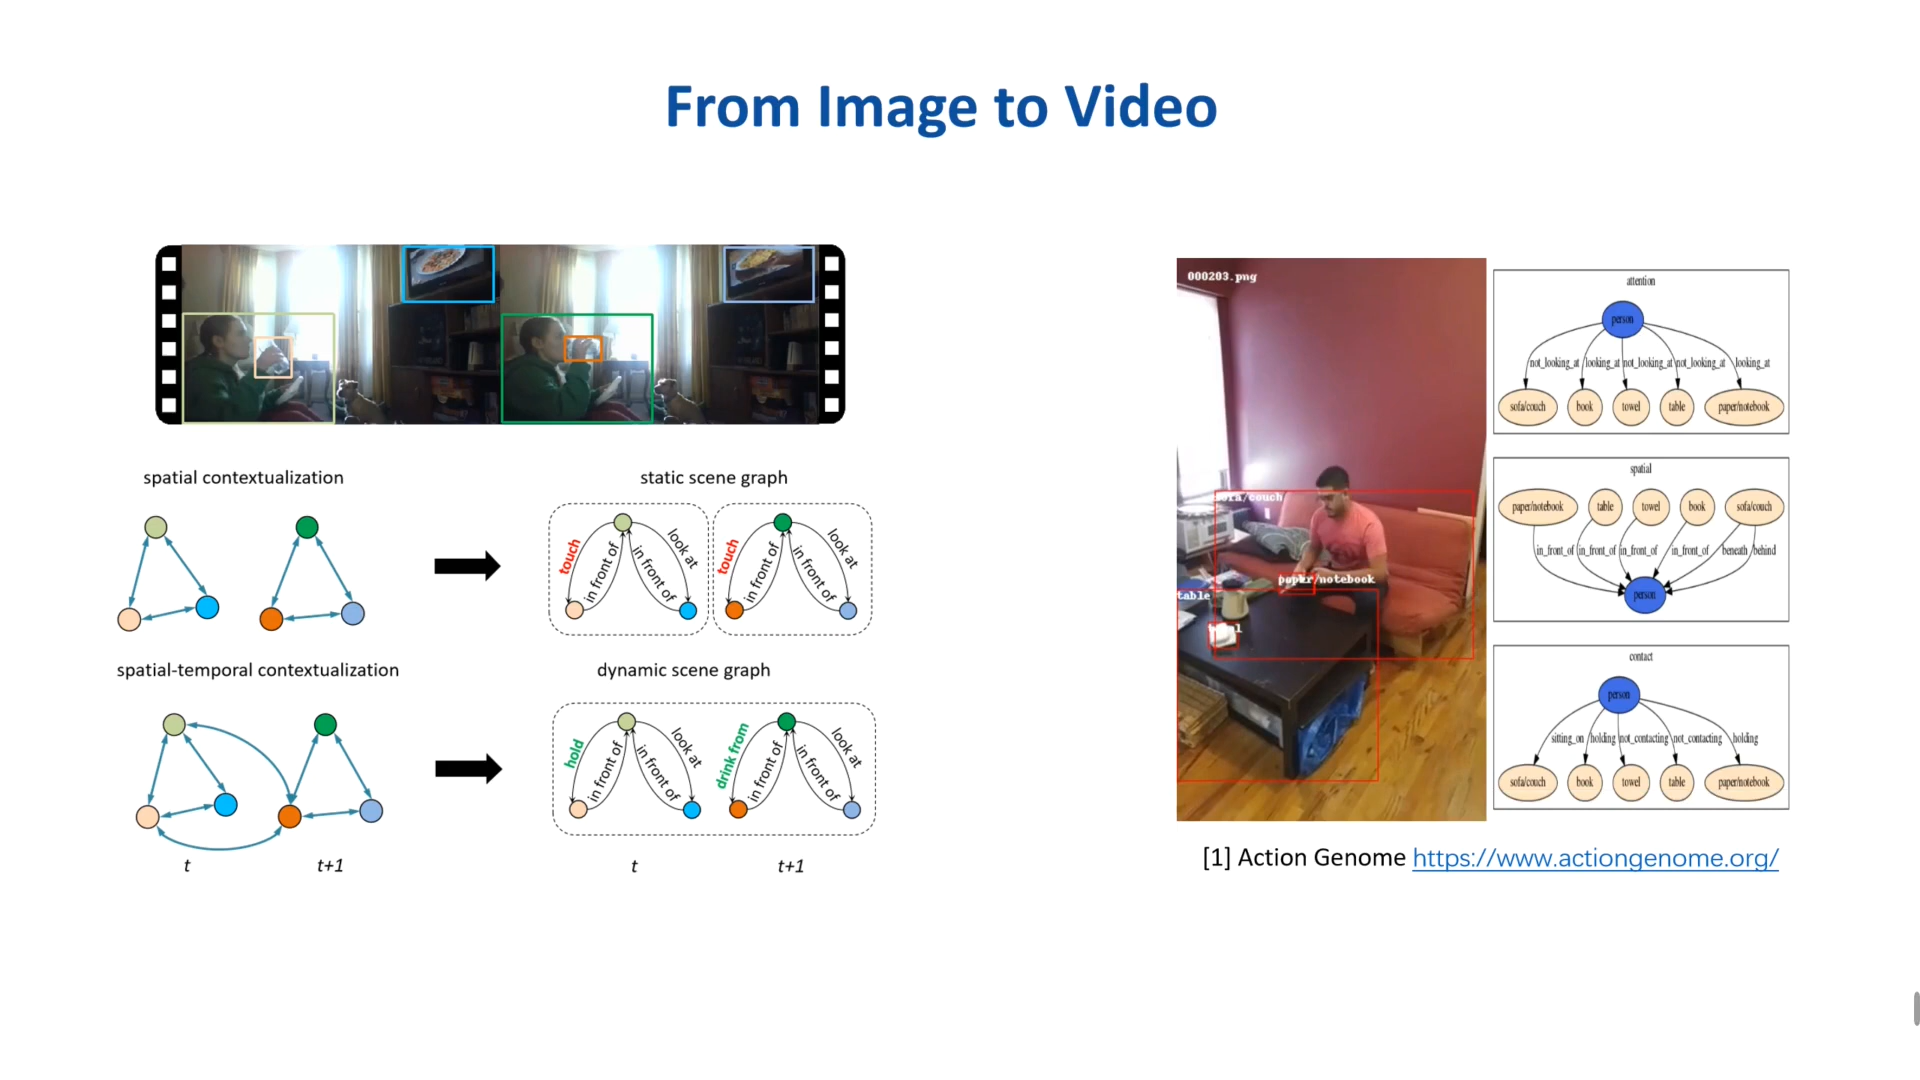 From Image to Video
spatial contextualization
static scene graph
touch
in front of
in front of
look at
touch
in front of
in front of
look at
spatial-temporal contextualization
dynamic scene graph
hold
in front of
in front of
look at
drink from
in front of
in front of
look at
t
t+1
t
t+1
000203.png
sofa/couch
paper/notebook
table
attention
person
not_looking_at looking_at not_looking_at not_looking_at looking_at
sofa/couch book towel table paper/notebook
spatial
paper/notebook table towel book sofa/couch
in_front_of in_front_of in_front_of in_front_of beneath behind
person
contact
person
sitting_on holding not_contacting not_contacting holding
sofa/couch book towel table paper/notebook
[1] Action Genome https://www.actiongenome.org/